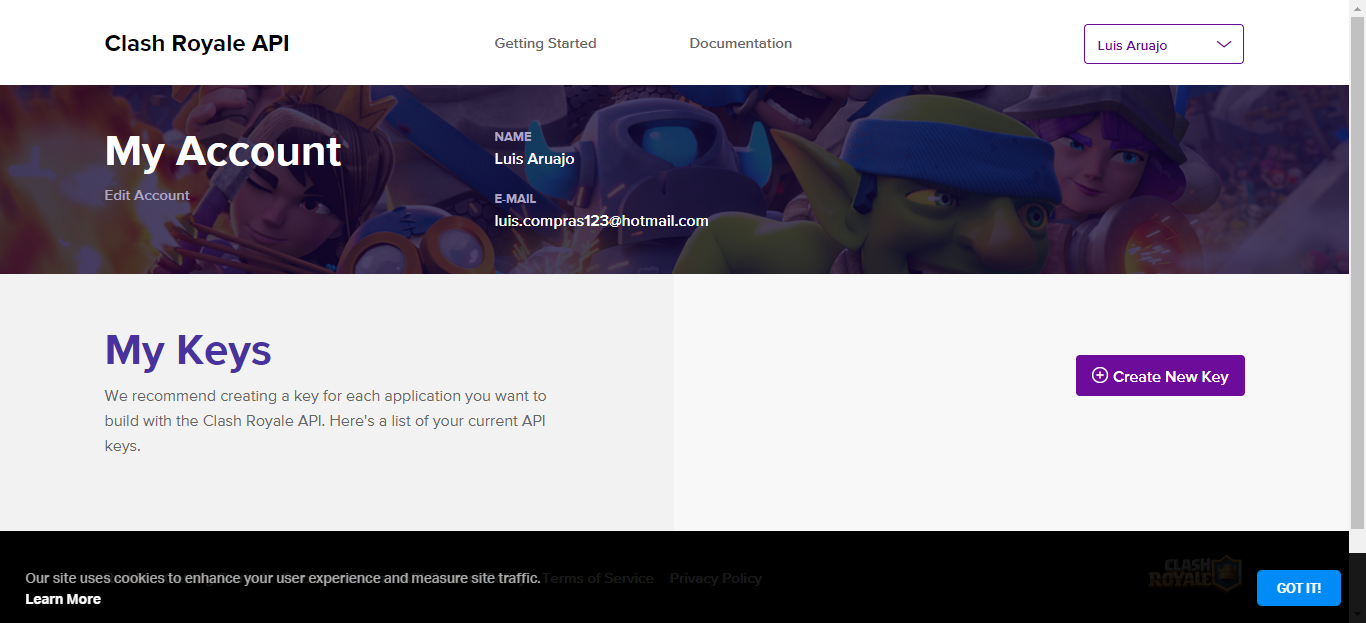 Clash Royale API
Getting Started
Documentation
Luis Aruajo
My Account
Edit Account
NAME
Luis Aruajo
E-MAIL
luis.compras123@hotmail.com
My Keys
We recommend creating a key for each application you want to
build with the Clash Royale API. Here's a list of your current API
keys.
Create New Key
Our site uses cookies to enhance your user experience and measure site traffic.
Learn More
Terms of Service
Privacy Policy
CLASH
ROYALE
GOT IT!